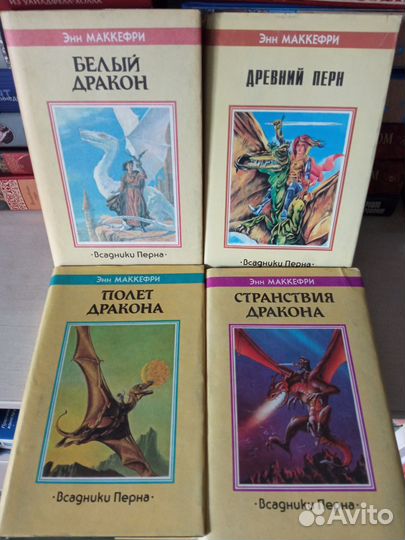 Энн МАККЕФРИ
БЕЛЫЙ
ДРАКОН
·Всадники Перна·
Энн МАККЕФРИ
ДРЕВНИЙ ПЕРН
·Всадники Перна·
Энн МАККЕФРИ
ПОЛЕТ
ДРАКОНА
·Всадники Перна·
Энн МАККЕФРИ
СТРАНСТВИЯ
ДРАКОНА
·Всадники Перна·
Avito